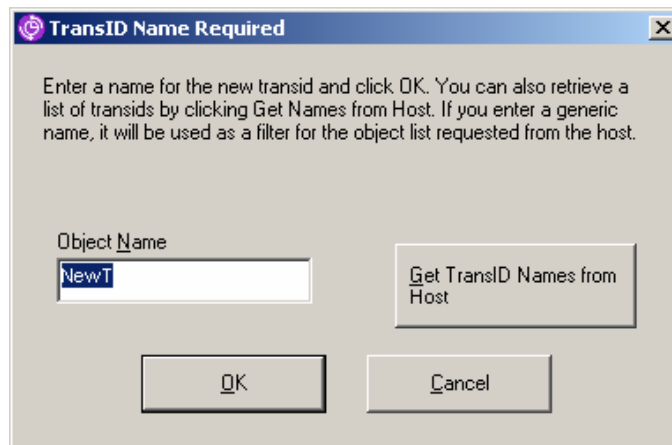 TransID Name Required
Enter a name for the new transid and click OK. You can also retrieve a
list of transids by clicking Get Names from Host. If you enter a generic
name, it will be used as a filter for the object list requested from the host.
Object Name
NewT
Get TransID Names from
Host
OK
Cancel